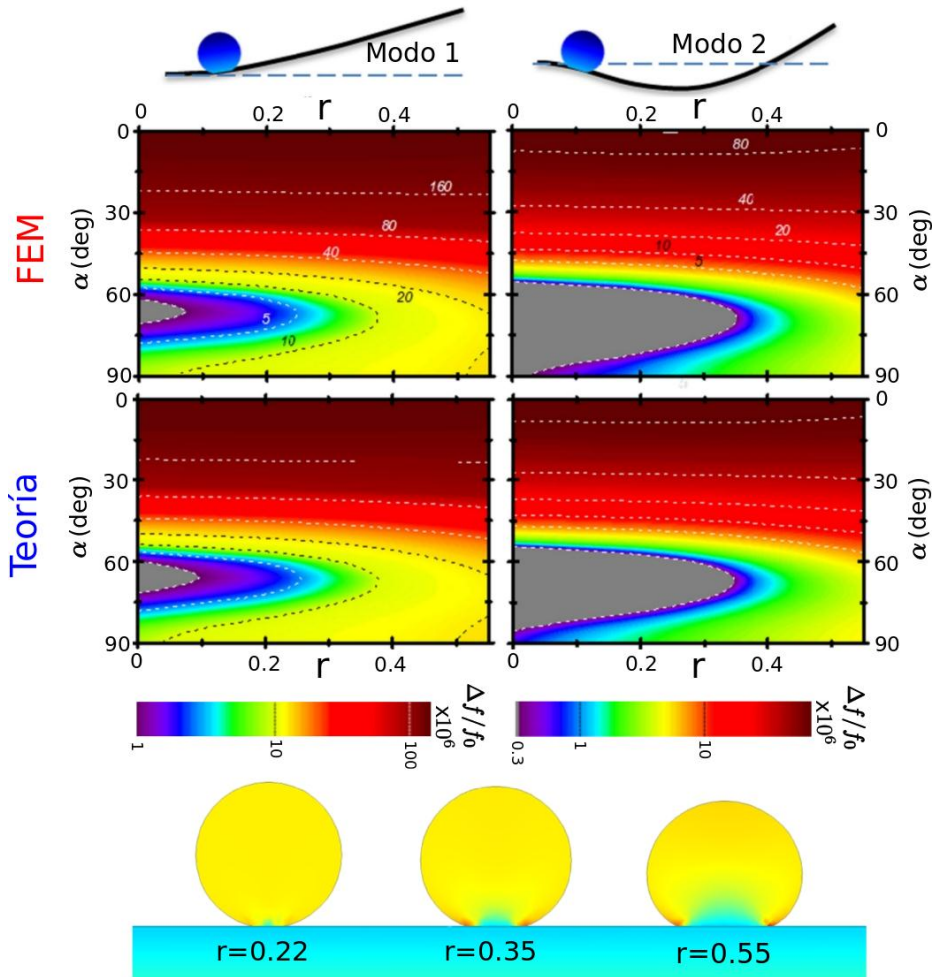 Modo 1
Modo 2
0 0.2 r 0.4
0 0.2 r 0.4
FEM
α (deg)
0
30
60
90
160
80
40
20
5
10
80
40
20
10
5
0
30
60
90
α (deg)
Teoría
α (deg)
0
30
60
90
0
30
60
90
α (deg)
0 0.2 r 0.4
0 0.2 r 0.4
1
10
100
Δf/f₀
x10⁶
0.3
1
10
Δf/f₀
x10⁶
r=0.22
r=0.35
r=0.55